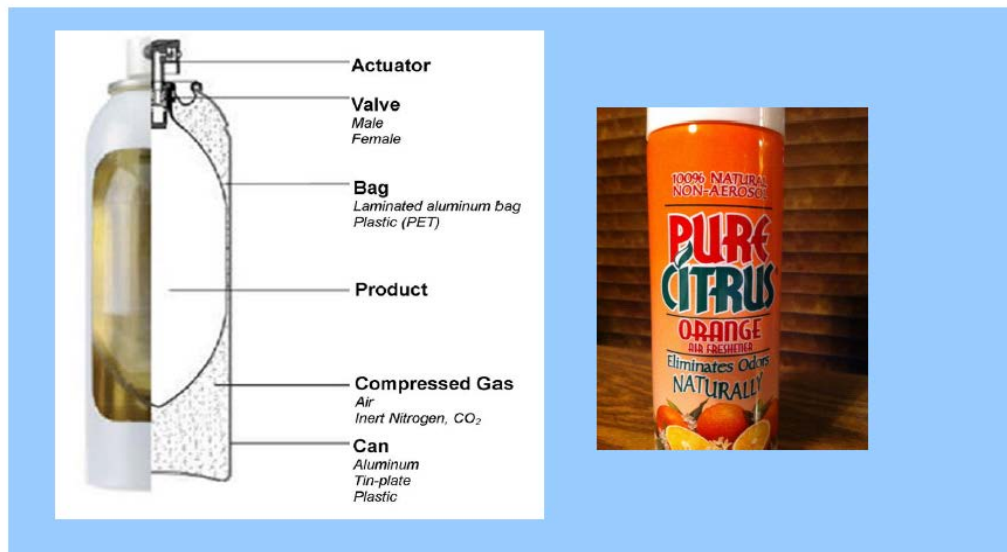 Actuator
Valve
Male
Female
Bag
Laminated aluminum bag
Plastic (PET)
Product
Compressed Gas
Air
Inert Nitrogen, CO₂
Can
Aluminum
Tin-plate
Plastic
100% NATURAL
NON-AEROSOL
PURE
CITRUS
ORANGE
AIR FRESHENER
Eliminates Odors
NATURALLY